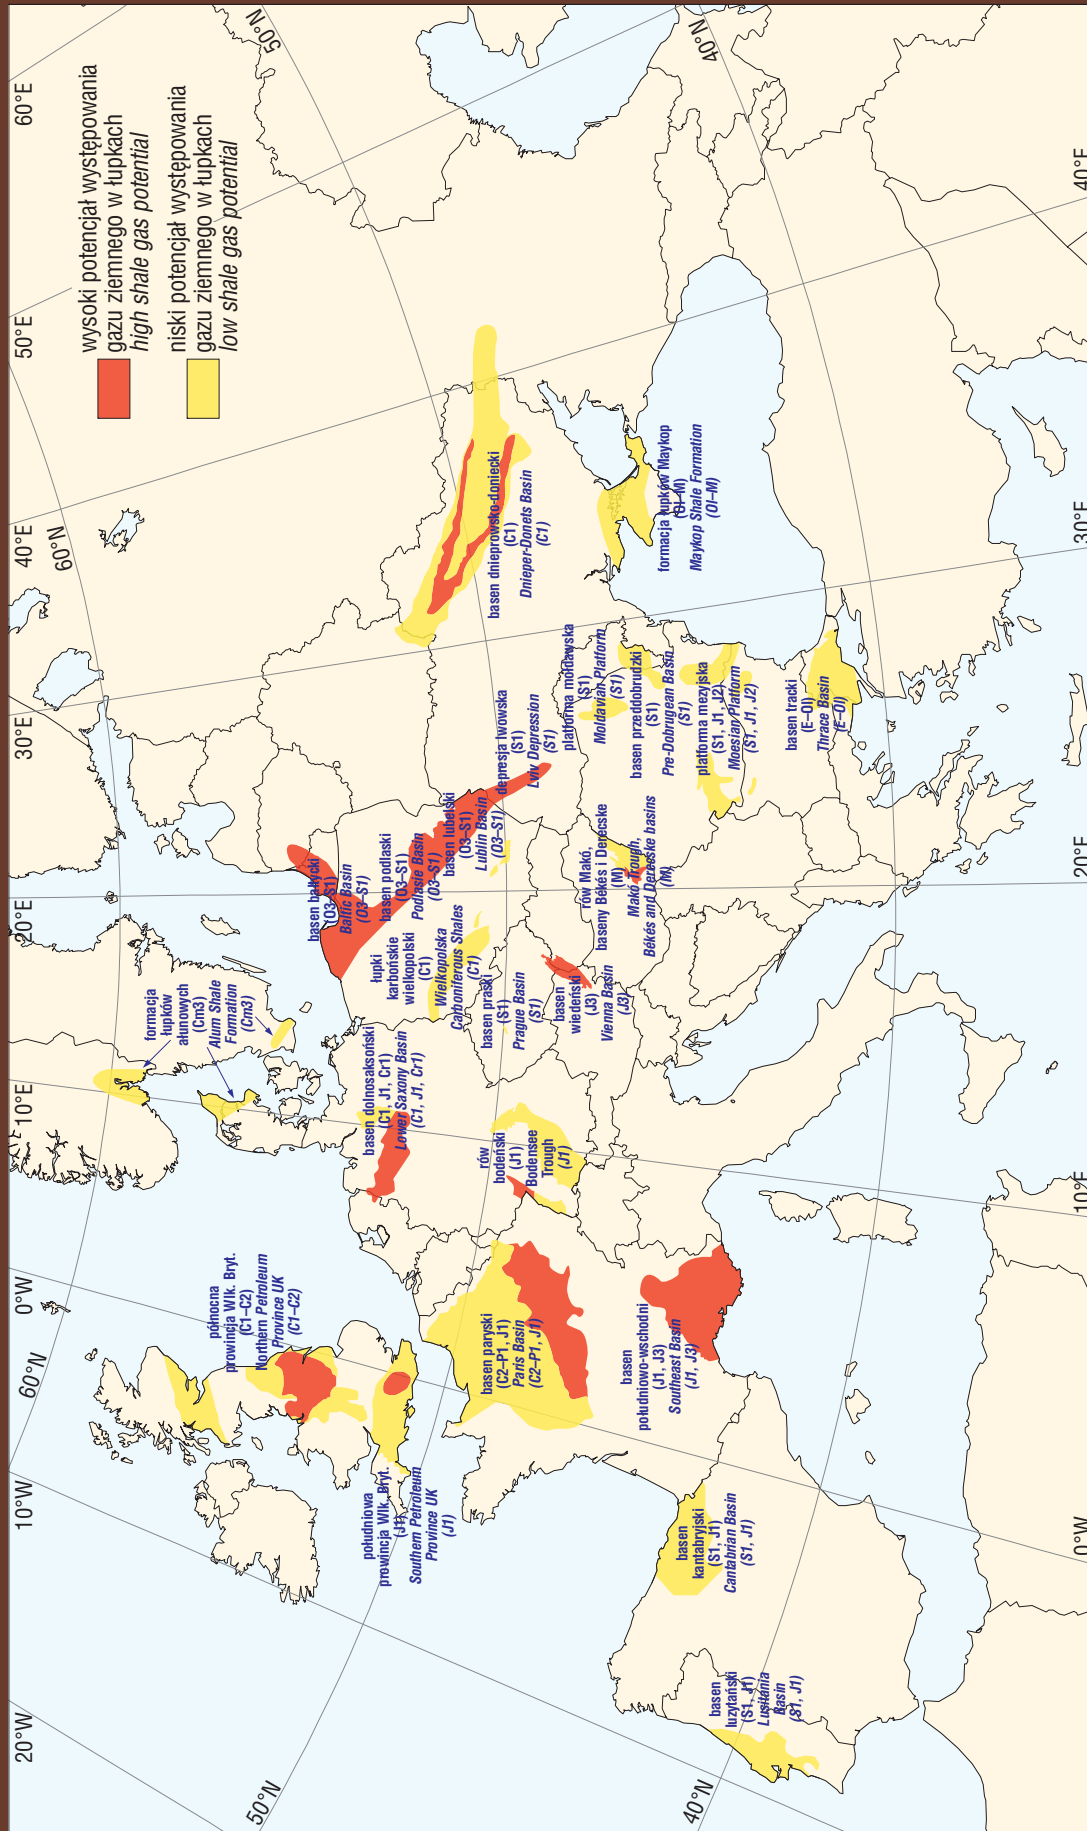 wysoki potencjał występowania
gazu ziemnego w łupkach
high shale gas potential
niski potencjał występowania
gazu ziemnego w łupkach
low shale gas potential
20°W
10°W
0°W
10°E
20°E
30°E
40°E
50°E
60°E
60°N
60°N
50°N
50°N
40°N
40°N
0°W
10°E
20°E
30°E
40°E
formacja
łupków
ałunowych
(Cm3)
Alum Shale
Formation
(Cm3)
północna
prowincja Wlk. Bryt.
(C1–C2)
Northern Petroleum
Province UK
(C1–C2)
południowa
prowincja Wlk. Bryt.
(J1)
Southern Petroleum
Province UK
(J1)
basen bałtycki
(O3–S1)
Baltic Basin
(O3–S1)
basen podlaski
(O3–S1)
Podlasie Basin
(O3–S1)
basen lubelski
(O3–S1)
Lublin Basin
(O3–S1)
depresja lwowska
(S1)
Lviv Depression
(S1)
łupki
karbońskie
wielkopolski
(C1)
Wielkopolska
Carboniferous Shales
(C1)
basen dolnosaksoński
(C1, J1, Cr1)
Lower Saxony Basin
(C1, J1, Cr1)
basen praski
(S1)
Prague Basin
(S1)
basen
wiedeński
(J3)
Vienna Basin
(J3)
rów
bodeński
(J1)
Bodensee
Trough
(J1)
basen paryski
(C2–P1, J1)
Paris Basin
(C2–P1, J1)
basen
południowo-wschodni
(J1, J3)
Southeast Basin
(J1, J3)
basen
kantabryjski
(S1, J1)
Cantabrian Basin
(S1, J1)
basen
luzytański
(S1, J1)
Lusitania
Basin
(S1, J1)
rów Makó,
baseny Békés i Derecske
(M)
Makó Trough,
Békés and Derecske basins
(M)
basen dnieprowsko-doniecki
(C1)
Dnieper-Donets Basin
(C1)
platforma mołdawska
(S1)
Moldavian Platform
(S1)
basen przeddobrudzki
(S1)
Pre-Dobrugean Basin
(S1)
platforma mezyjska
(S1, J1, J2)
Moesian Platform
(S1, J1, J2)
basen tracki
(E–Ol)
Thrace Basin
(E–Ol)
formacja łupków Maykop
(Ol–M)
Maykop Shale Formation
(Ol–M)